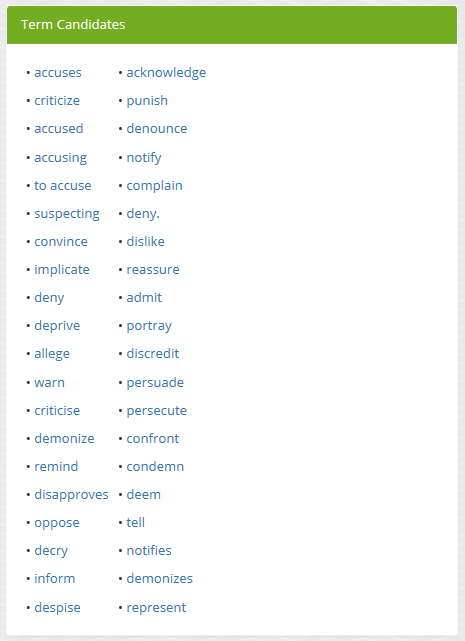 Term Candidates
• accuses
• criticize
• accused
• accusing
• to accuse
• suspecting
• convince
• implicate
• deny
• deprive
• allege
• warn
• criticise
• demonize
• remind
• disapproves
• oppose
• decry
• inform
• despise
• acknowledge
• punish
• denounce
• notify
• complain
• deny.
• dislike
• reassure
• admit
• portray
• discredit
• persuade
• persecute
• confront
• condemn
• deem
• tell
• notifies
• demonizes
• represent